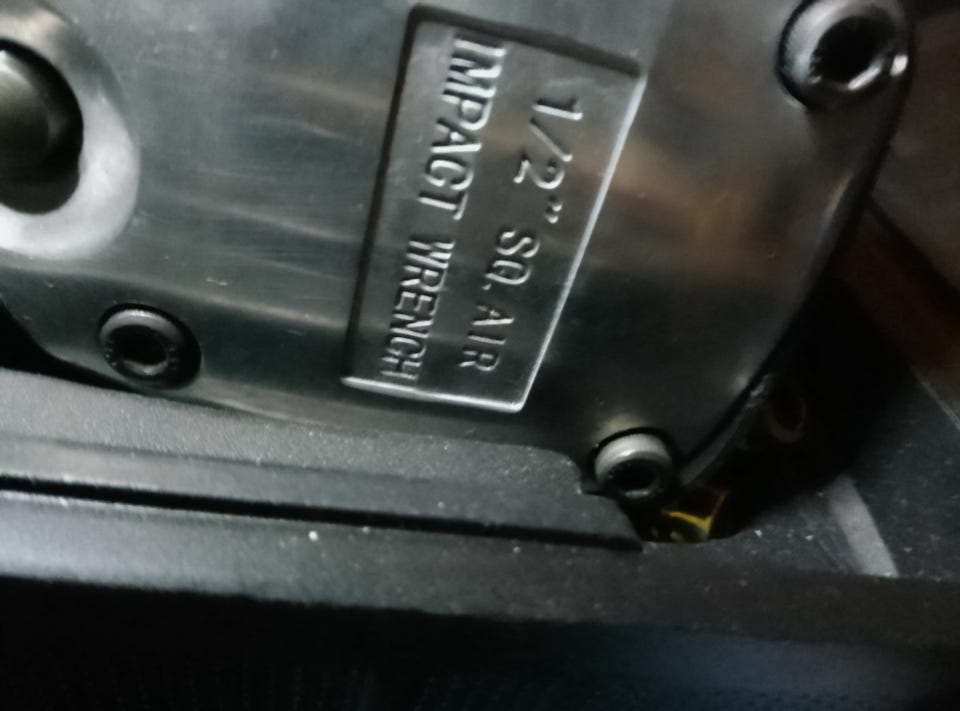 1/2" SQ. AIR
IMPACT WRENCH